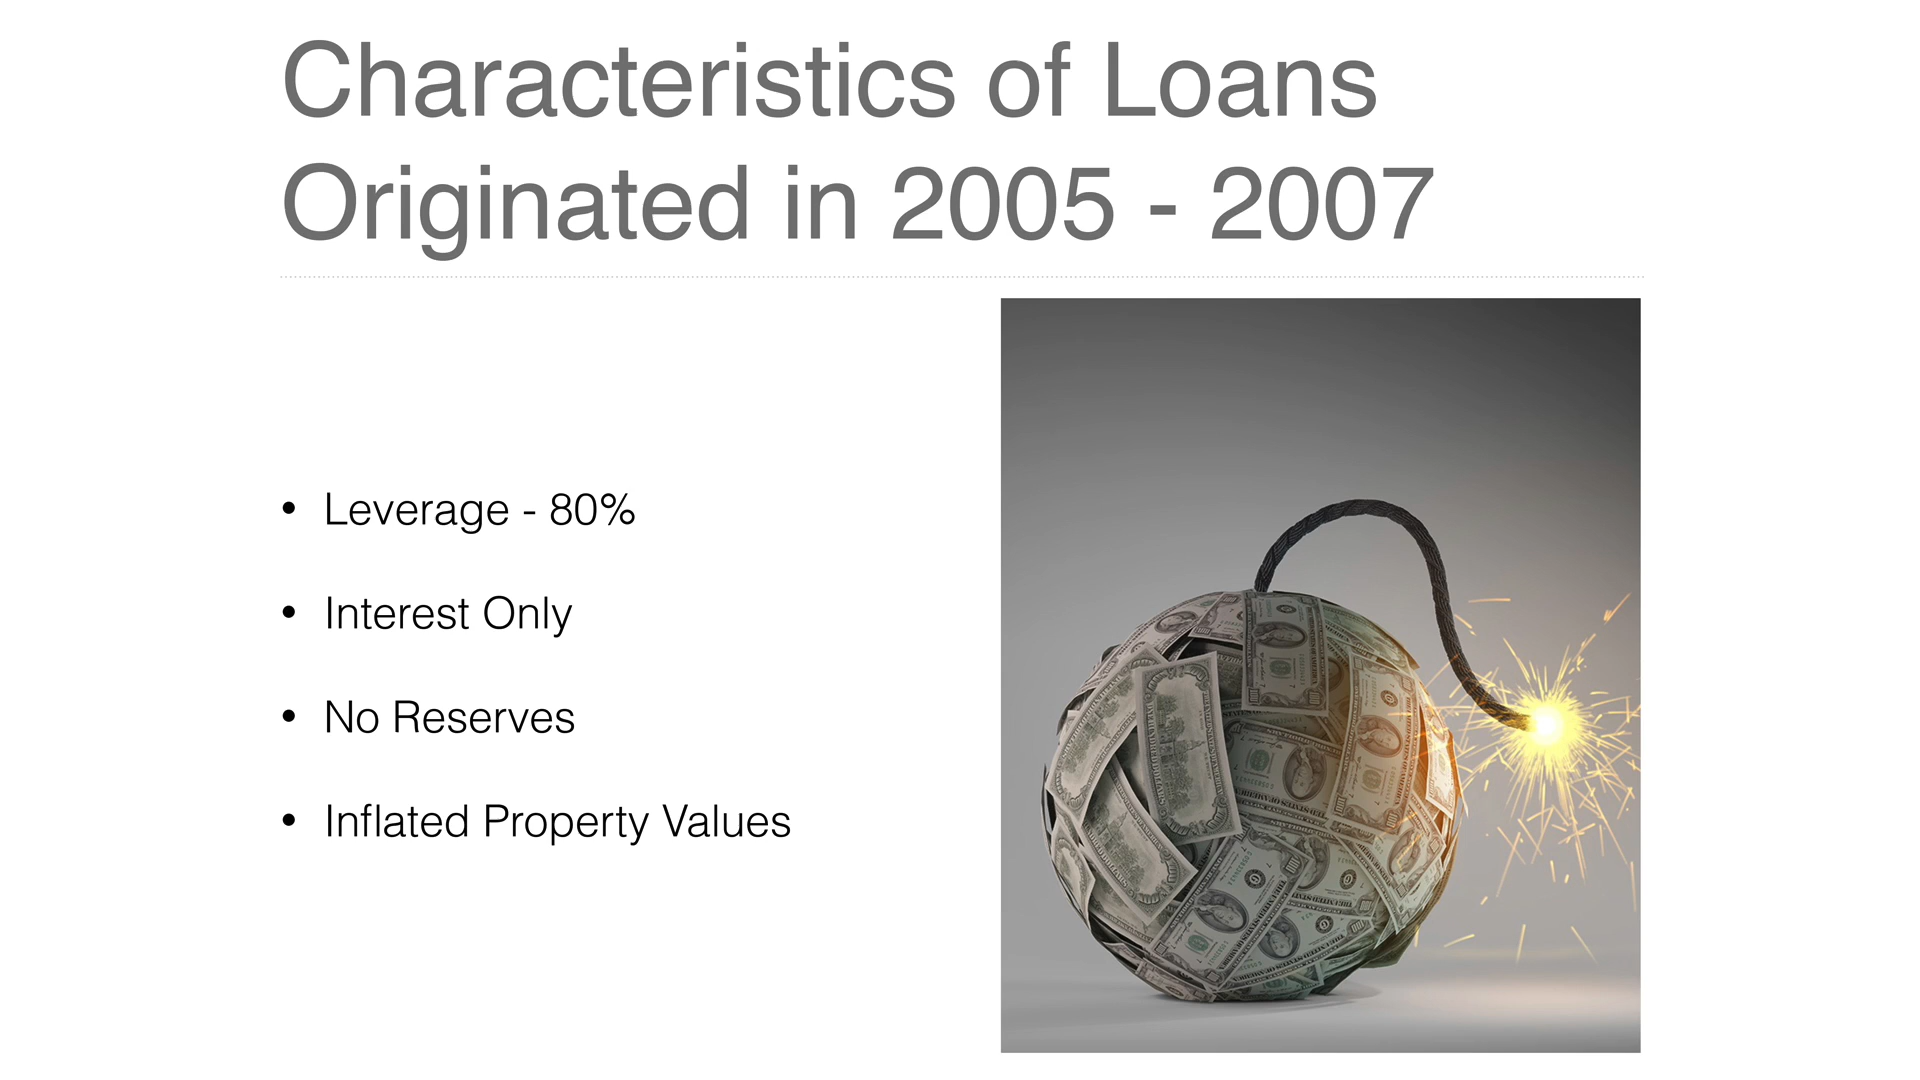 Characteristics of Loans
Originated in 2005 - 2007
• Leverage - 80%
• Interest Only
• No Reserves
• Inflated Property Values